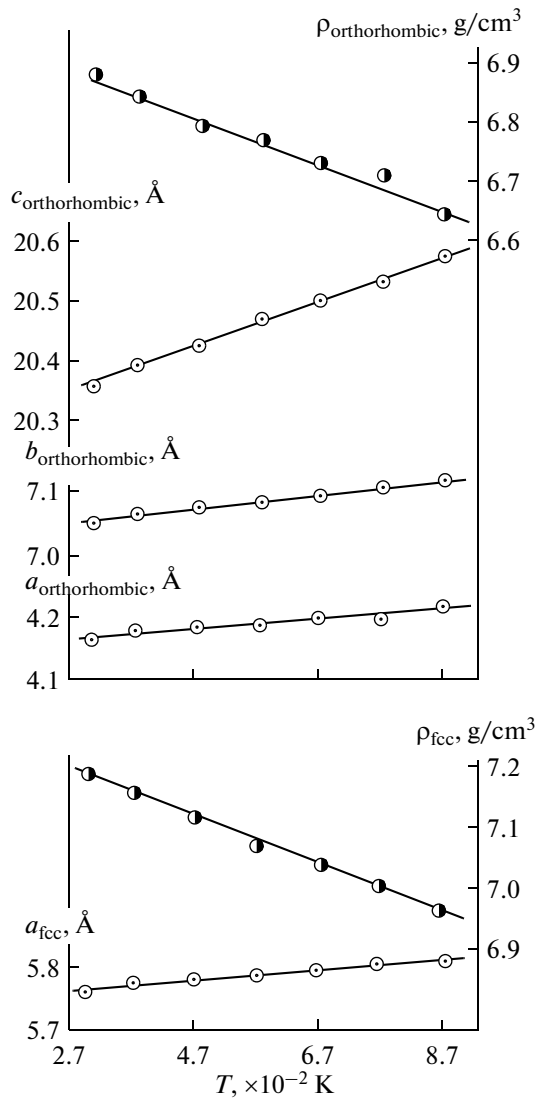 ρorthorhombic, g/cm³
6.9
6.8
6.7
6.6
corthorhombic, Å
20.6
20.5
20.4
20.3
borthorhombic, Å
7.1
7.0
aorthorhombic, Å
4.2
4.1
ρfcc, g/cm³
7.2
7.1
7.0
6.9
afcc, Å
5.8
5.7
2.7 4.7 6.7 8.7
T, ×10⁻² K